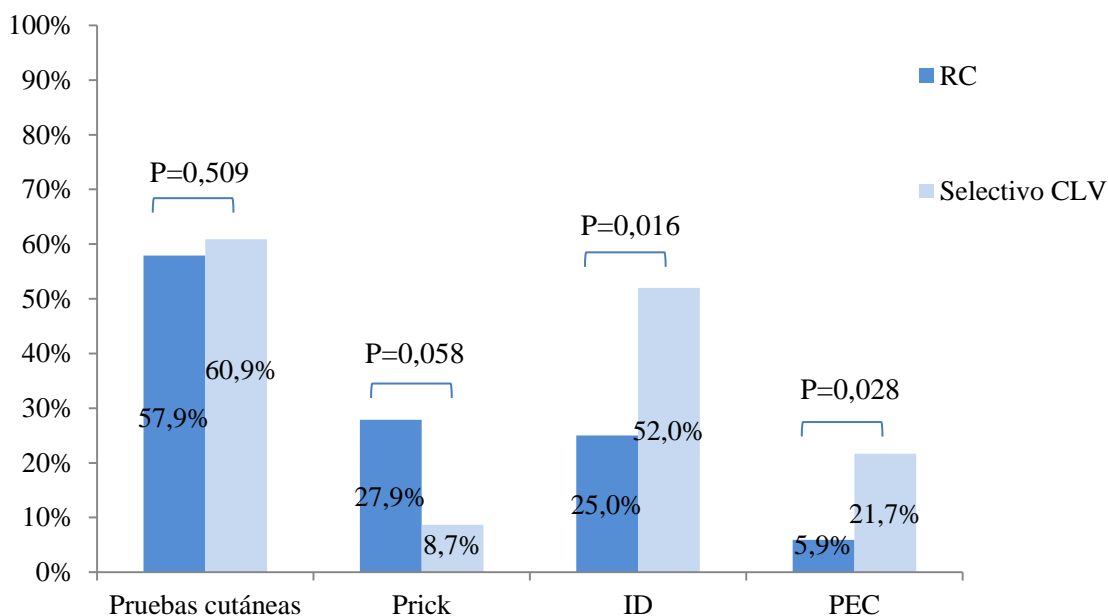 100%
90%
80%
70%
60%
50%
40%
30%
20%
10%
0%
RC
Selectivo CLV
P=0,509
P=0,058
P=0,016
P=0,028
57,9%
60,9%
27,9%
8,7%
25,0%
52,0%
5,9%
21,7%
Pruebas cutáneas
Prick
ID
PEC